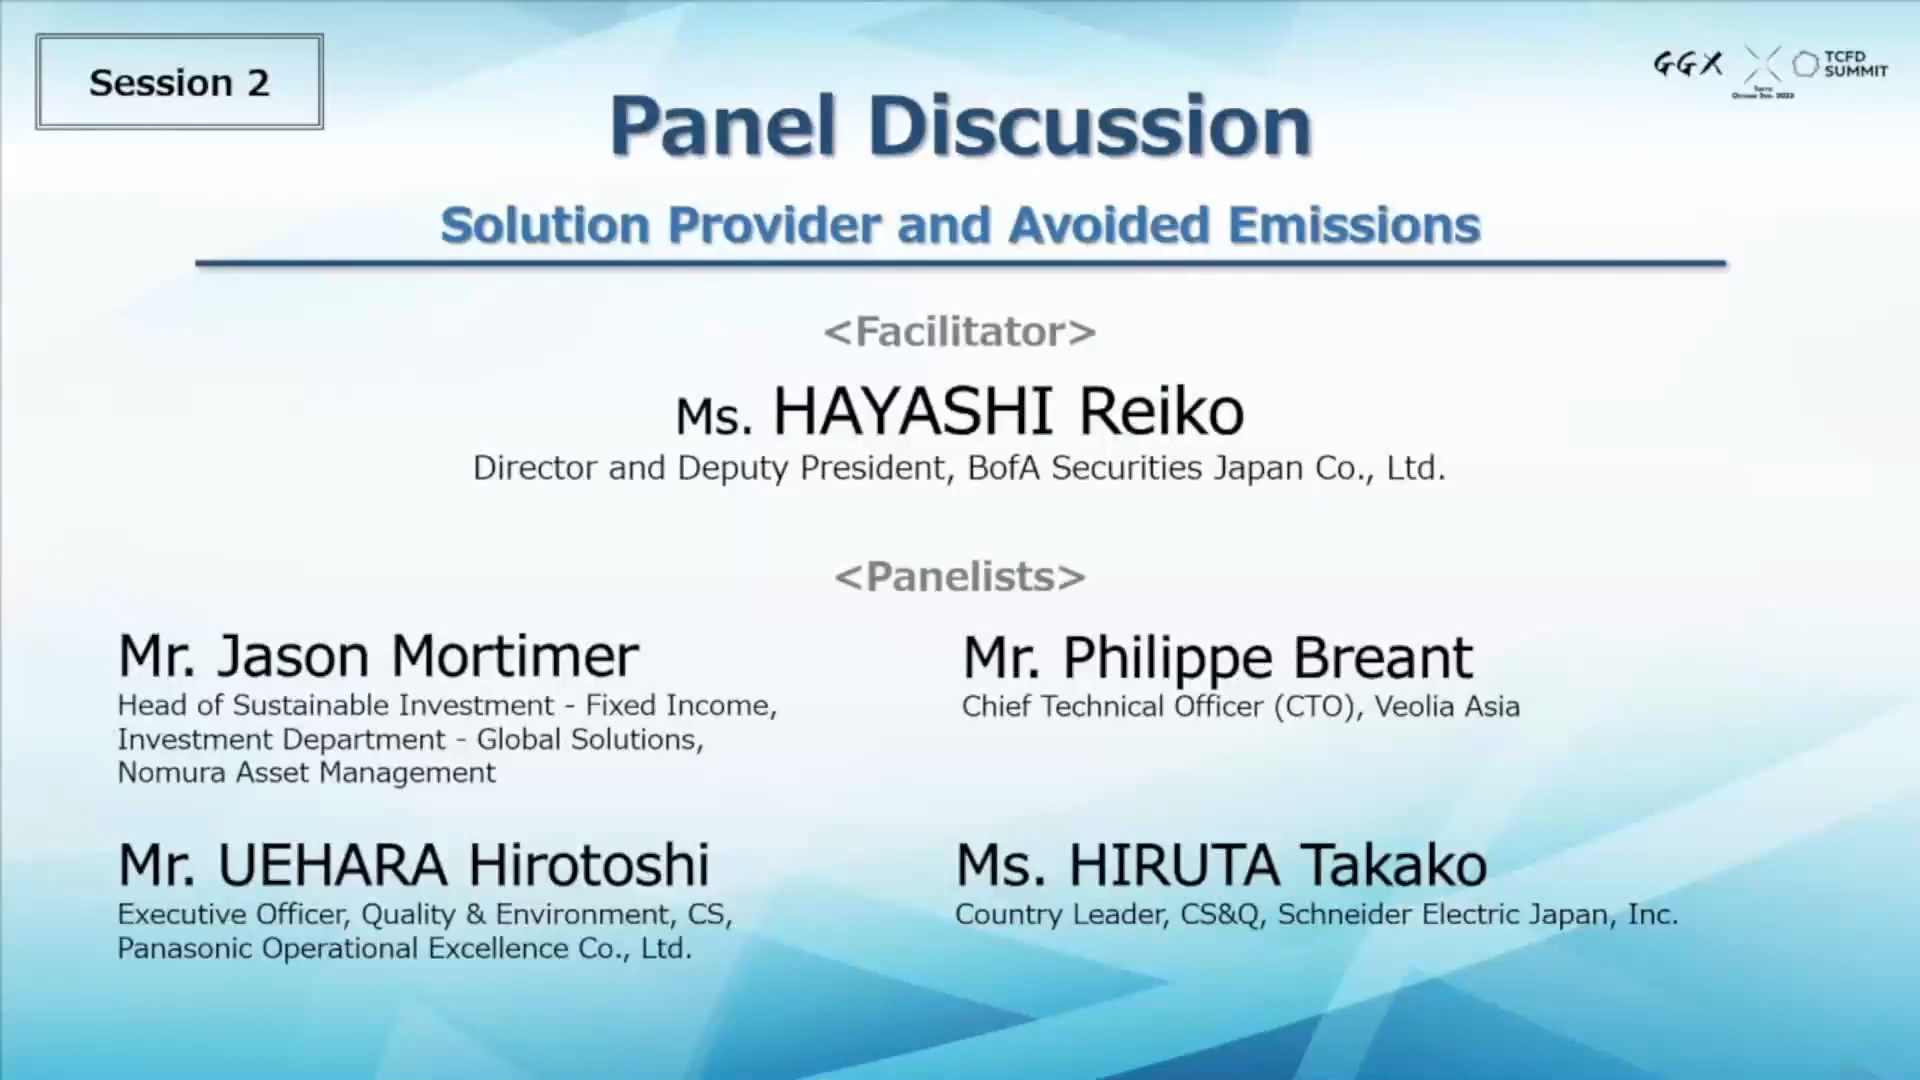 Session 2
GGX
TCFD
SUMMIT
Panel Discussion
Solution Provider and Avoided Emissions
<Facilitator>
Ms. HAYASHI Reiko
Director and Deputy President, BofA Securities Japan Co., Ltd.
<Panelists>
Mr. Jason Mortimer
Head of Sustainable Investment - Fixed Income,
Investment Department - Global Solutions,
Nomura Asset Management
Mr. Philippe Breant
Chief Technical Officer (CTO), Veolia Asia
Mr. UEHARA Hirotoshi
Executive Officer, Quality & Environment, CS,
Panasonic Operational Excellence Co., Ltd.
Ms. HIRUTA Takako
Country Leader, CS&Q, Schneider Electric Japan, Inc.